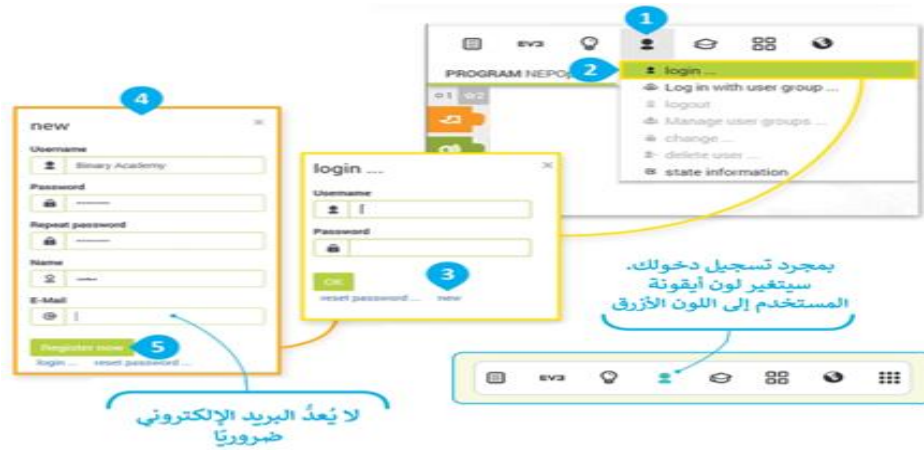 1
EV3
PROGRAM NEPO
2
login ...
Log in with user group ...
logout
Manage user groups ...
change ...
delete user ...
state information
1
2
4
new
Username
Binary Academy
Password
Repeat password
Name
E-Mail
Register now
5
login ... reset password ...
login ...
Username
Password
OK
3
reset password ... new
بمجرد تسجيل دخولك،
سيتغير لون أيقونة
المستخدم إلى اللون الأزرق
EV3
لا يُعدُّ البريد الإلكتروني
ضروريًا